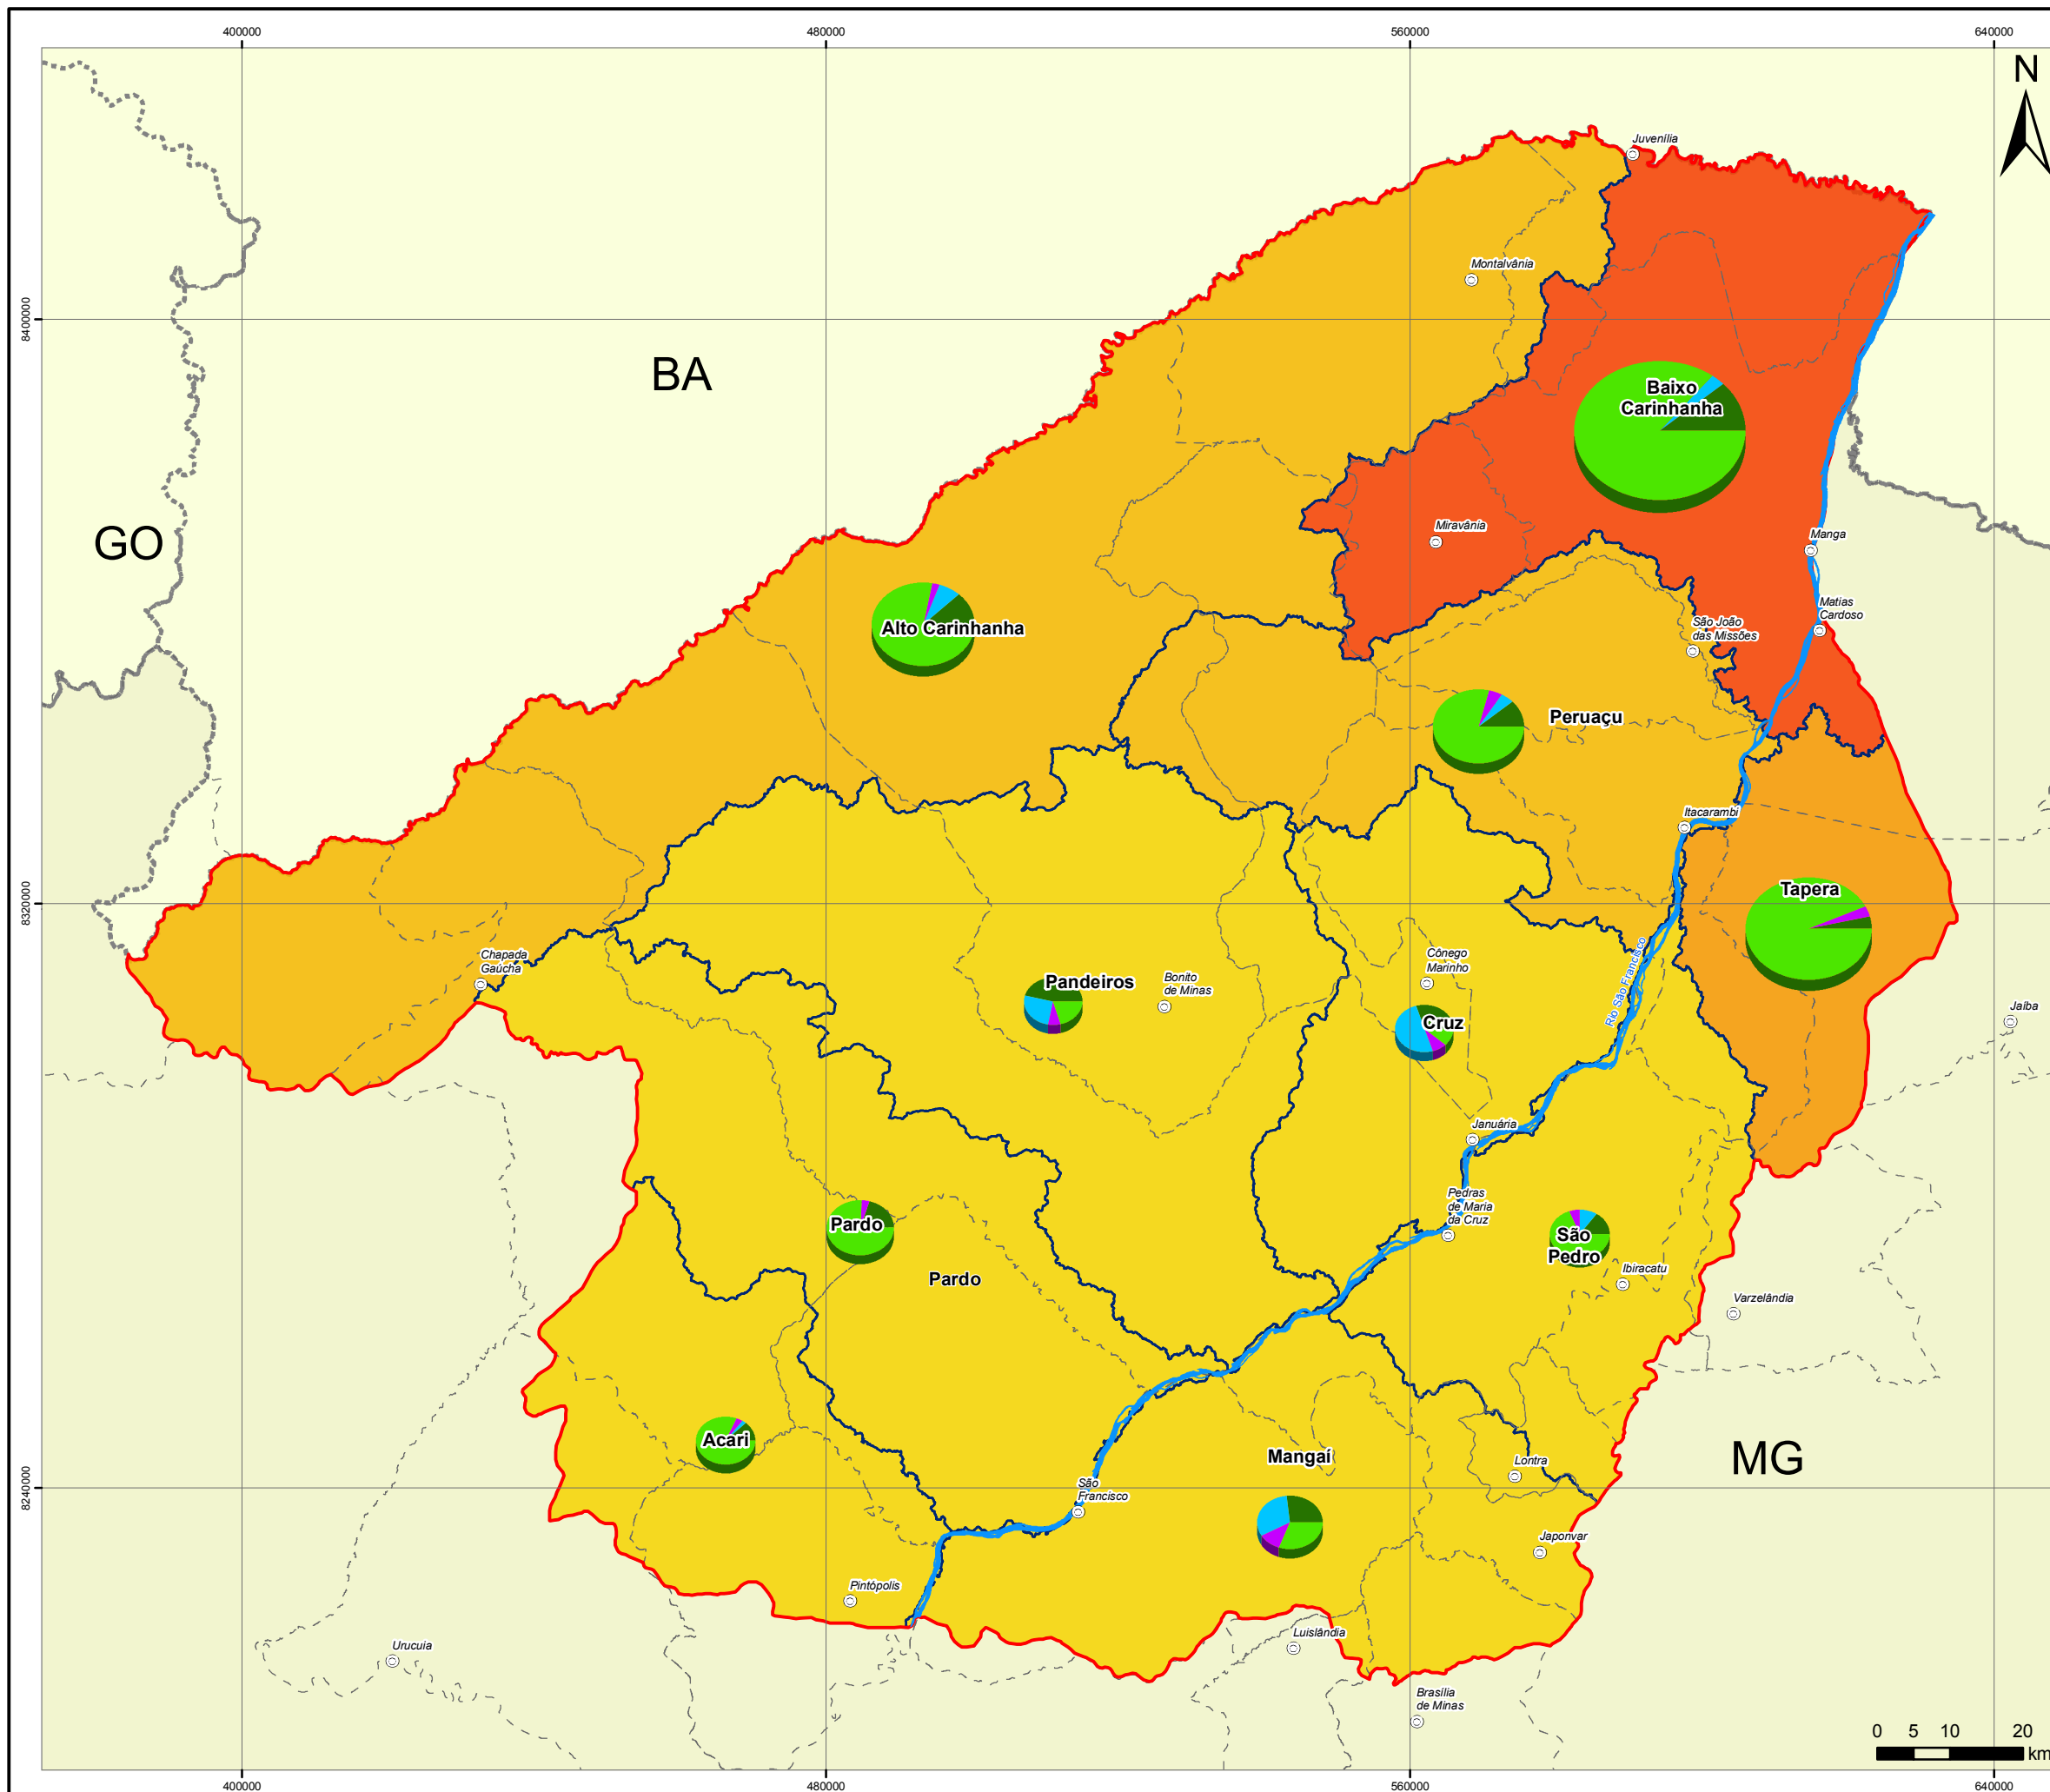 400000
480000
560000
640000
N
Juvenília
Montalvânia
8400000
BA
Baixo
Carinhanha
GO
Miravânia
Manga
Matias
Cardoso
São João
das Missões
Alto Carinhanha
Peruaçu
Itacarambi
Tapera
8320000
Chapada
Gaúcha
Cônego
Marinho
Pandeiros
Bonito
de Minas
Rio São Francisco
Jaíba
Cruz
Januária
Pedras
de Maria
da Cruz
Pardo
São
Pedro
Pardo
Ibiracatu
Varzelândia
Acari
Mangaí
MG
Lontra
8240000
São
Francisco
Japonvar
Pintópolis
Urucuia
Luislândia
Brasília
de Minas
0 5 10 20
km
400000
480000
560000
640000